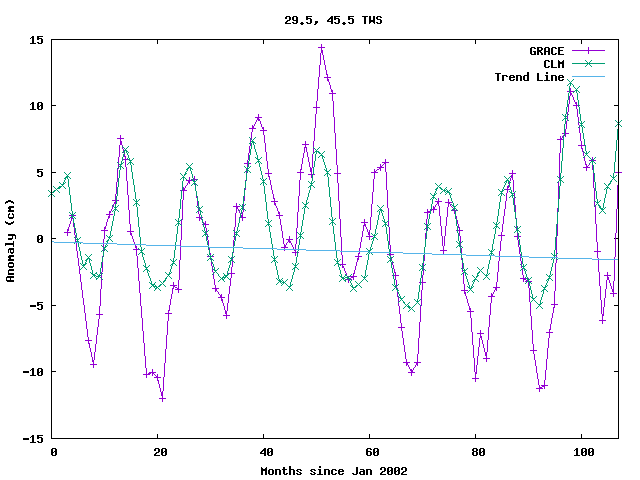 29.5, 45.5 TWS
GRACE
CLM
Trend Line
15
10
5
0
-5
-10
-15
Anomaly (cm)
0 20 40 60 80 100
Months since Jan 2002